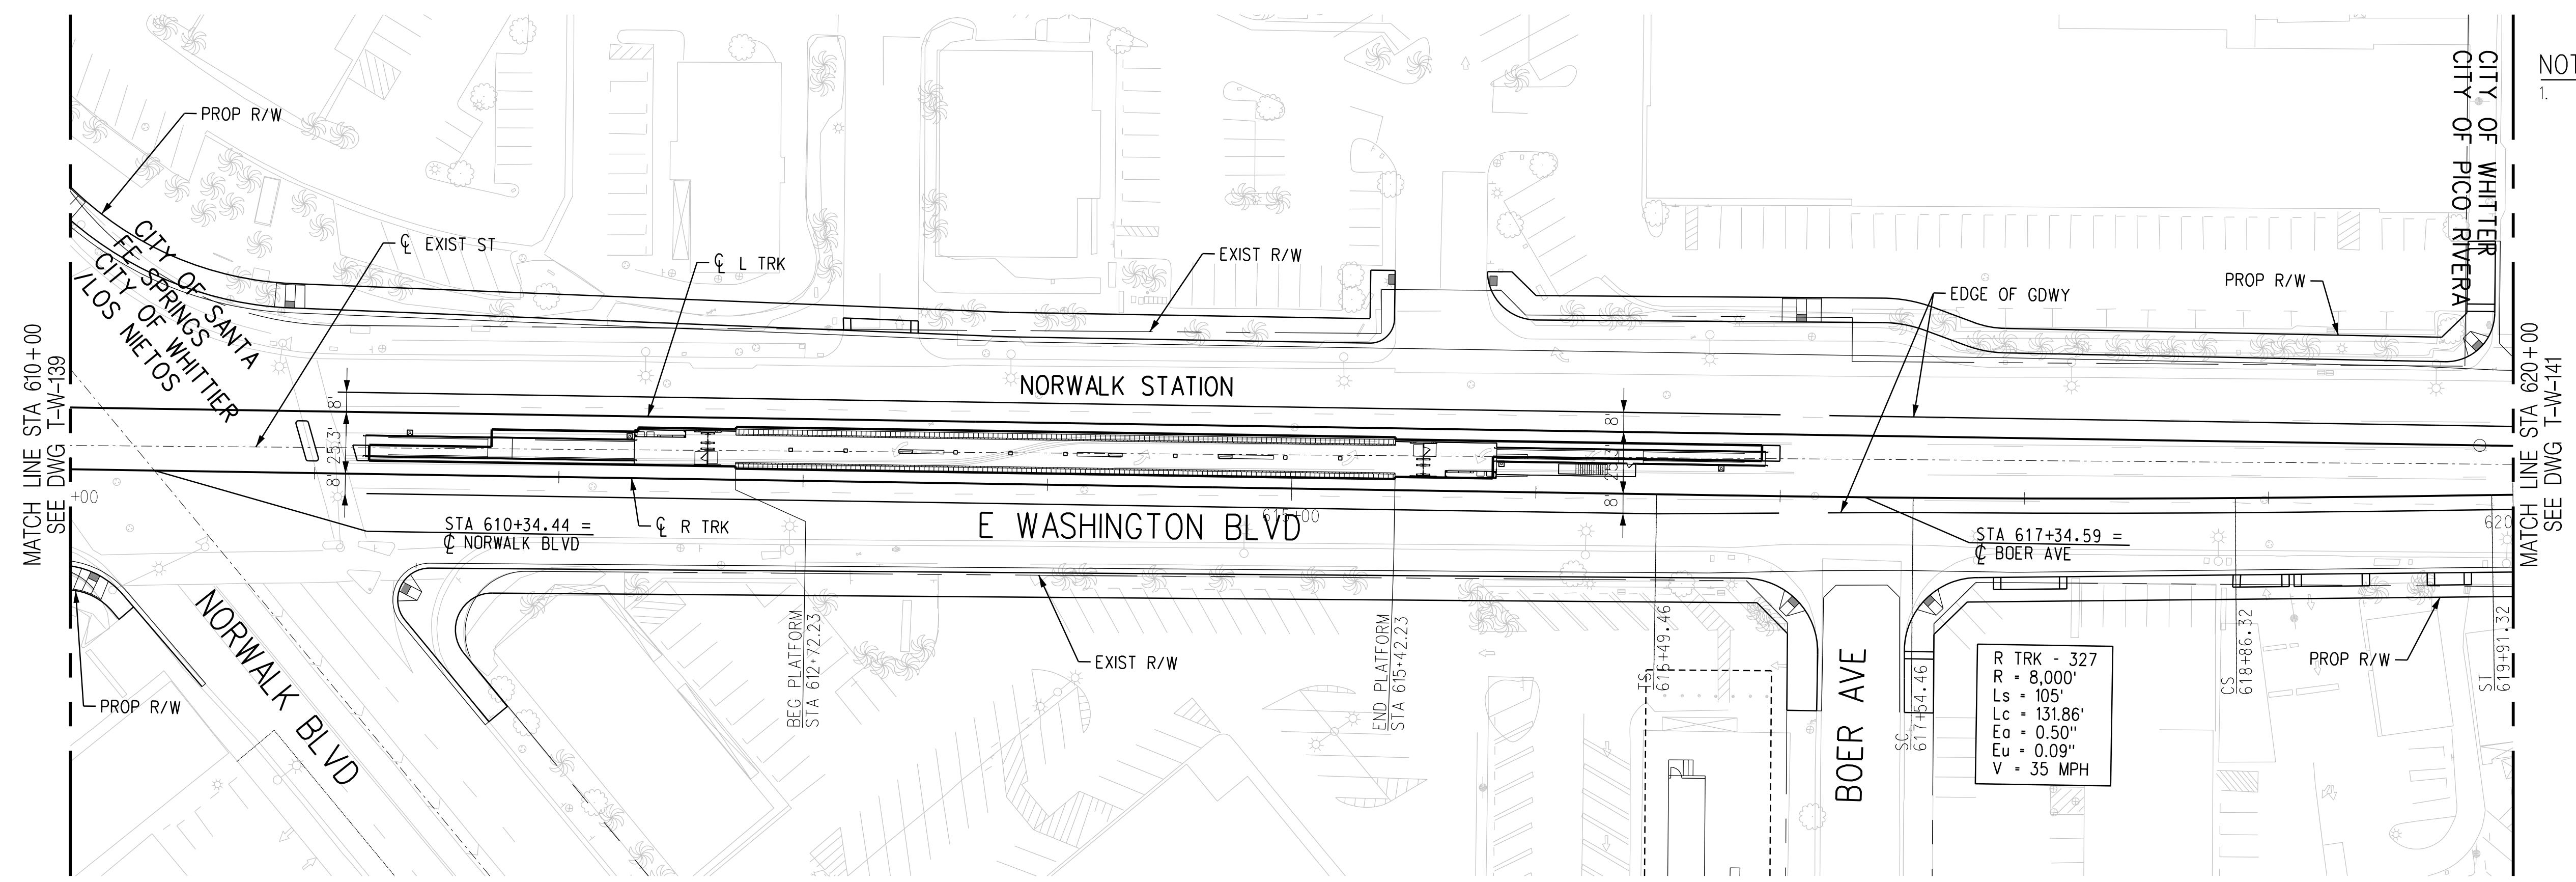 MATCH LINE STA 610+00
SEE DWG T-W-139
PROP R/W
CITY OF SANTA
FE SPRINGS
CITY OF WHITTIER
/LOS NIETOS
℄ EXIST ST
℄ L TRK
EXIST R/W
EDGE OF GDWY
PROP R/W
CITY OF WHITTIER
CITY OF PICO RIVERA
NOT
1.
NORWALK STATION
8'
25.3'
8'
8'
8'
+00
STA 610+34.44 =
℄ NORWALK BLVD
℄ R TRK
E WASHINGTON BLVD
615+00
STA 617+34.59 =
℄ BOER AVE
620
MATCH LINE STA 620+00
SEE DWG T-W-141
NORWALK BLVD
PROP R/W
BEG PLATFORM
STA 612+72.23
EXIST R/W
END PLATFORM
STA 615+42.23
TS
616+49.46
BOER AVE
SC
617+54.46
R TRK - 327
R = 8,000'
Ls = 105'
Lc = 131.86'
Ea = 0.50"
Eu = 0.09"
V = 35 MPH
CS
618+86.32
PROP R/W
ST
619+91.32